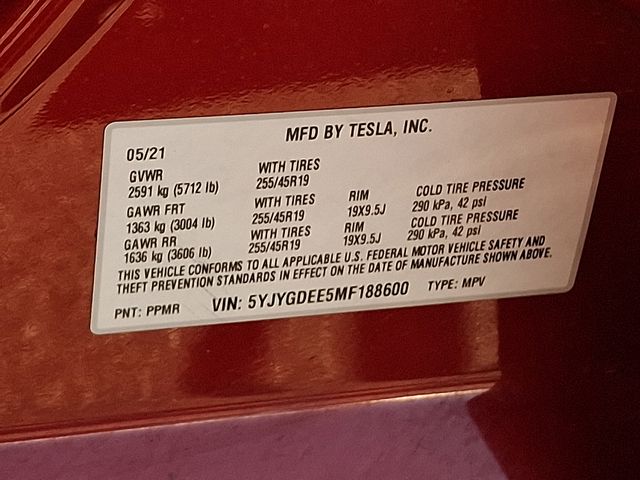 MFD BY TESLA, INC.
05/21
GVWR WITH TIRES
2591 kg (5712 lb) 255/45R19
GAWR FRT WITH TIRES RIM COLD TIRE PRESSURE
1363 kg (3004 lb) 255/45R19 19X9.5J 290 kPa, 42 psi
GAWR RR WITH TIRES RIM COLD TIRE PRESSURE
1636 kg (3606 lb) 255/45R19 19X9.5J 290 kPa, 42 psi
THIS VEHICLE CONFORMS TO ALL APPLICABLE U.S. FEDERAL MOTOR VEHICLE SAFETY AND
THEFT PREVENTION STANDARDS IN EFFECT ON THE DATE OF MANUFACTURE SHOWN ABOVE.
PNT: PPMR VIN: 5YJYGDEE5MF188600 TYPE: MPV